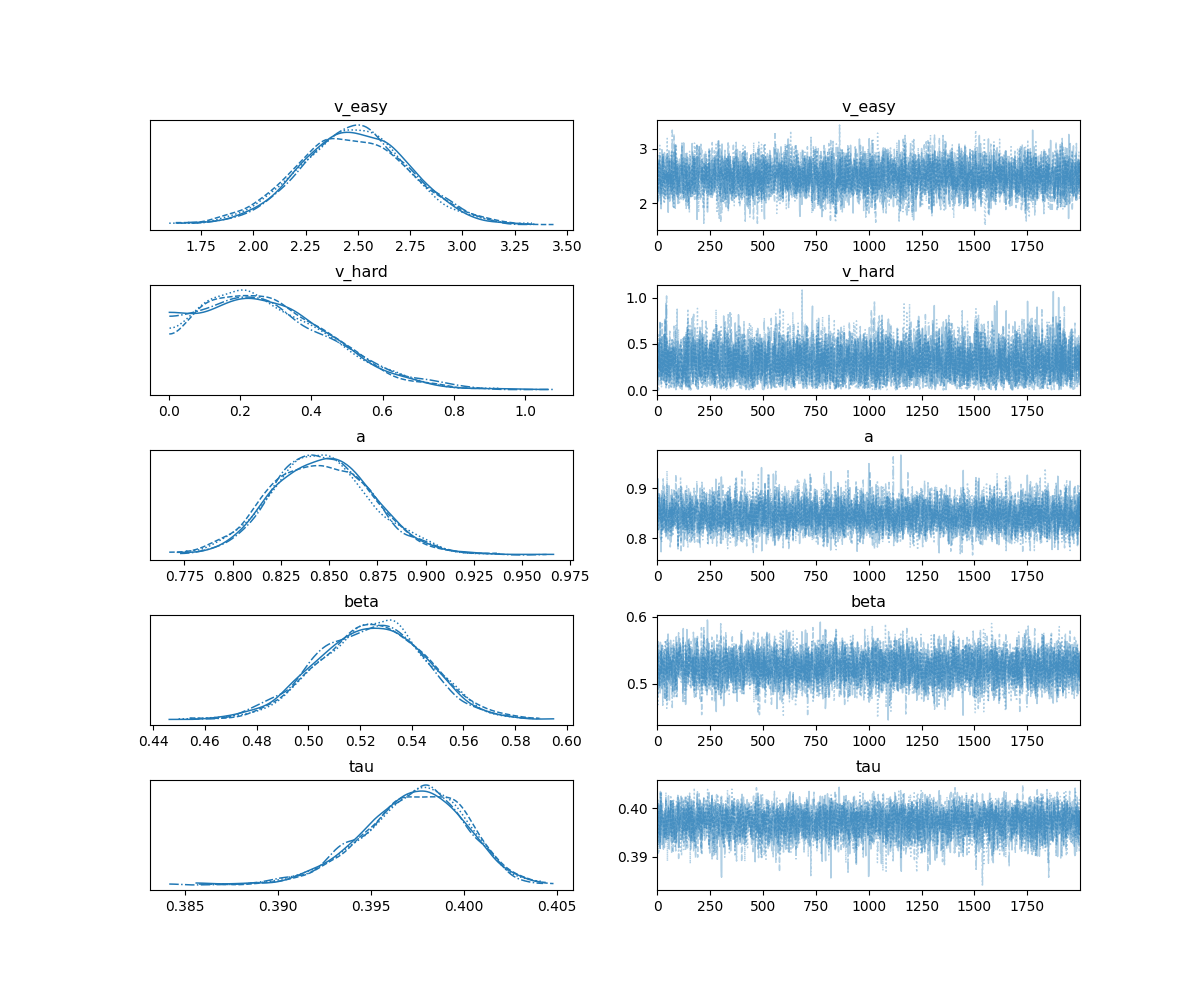 v_easy
1.75 2.00 2.25 2.50 2.75 3.00 3.25 3.50
v_easy
3
2
0 250 500 750 1000 1250 1500 1750
v_hard
0.0 0.2 0.4 0.6 0.8 1.0
v_hard
1.0
0.5
0.0
0 250 500 750 1000 1250 1500 1750
a
0.775 0.800 0.825 0.850 0.875 0.900 0.925 0.950 0.975
a
0.9
0.8
0 250 500 750 1000 1250 1500 1750
beta
0.44 0.46 0.48 0.50 0.52 0.54 0.56 0.58 0.60
beta
0.6
0.5
0 250 500 750 1000 1250 1500 1750
tau
0.385 0.390 0.395 0.400 0.405
tau
0.40
0.39
0 250 500 750 1000 1250 1500 1750